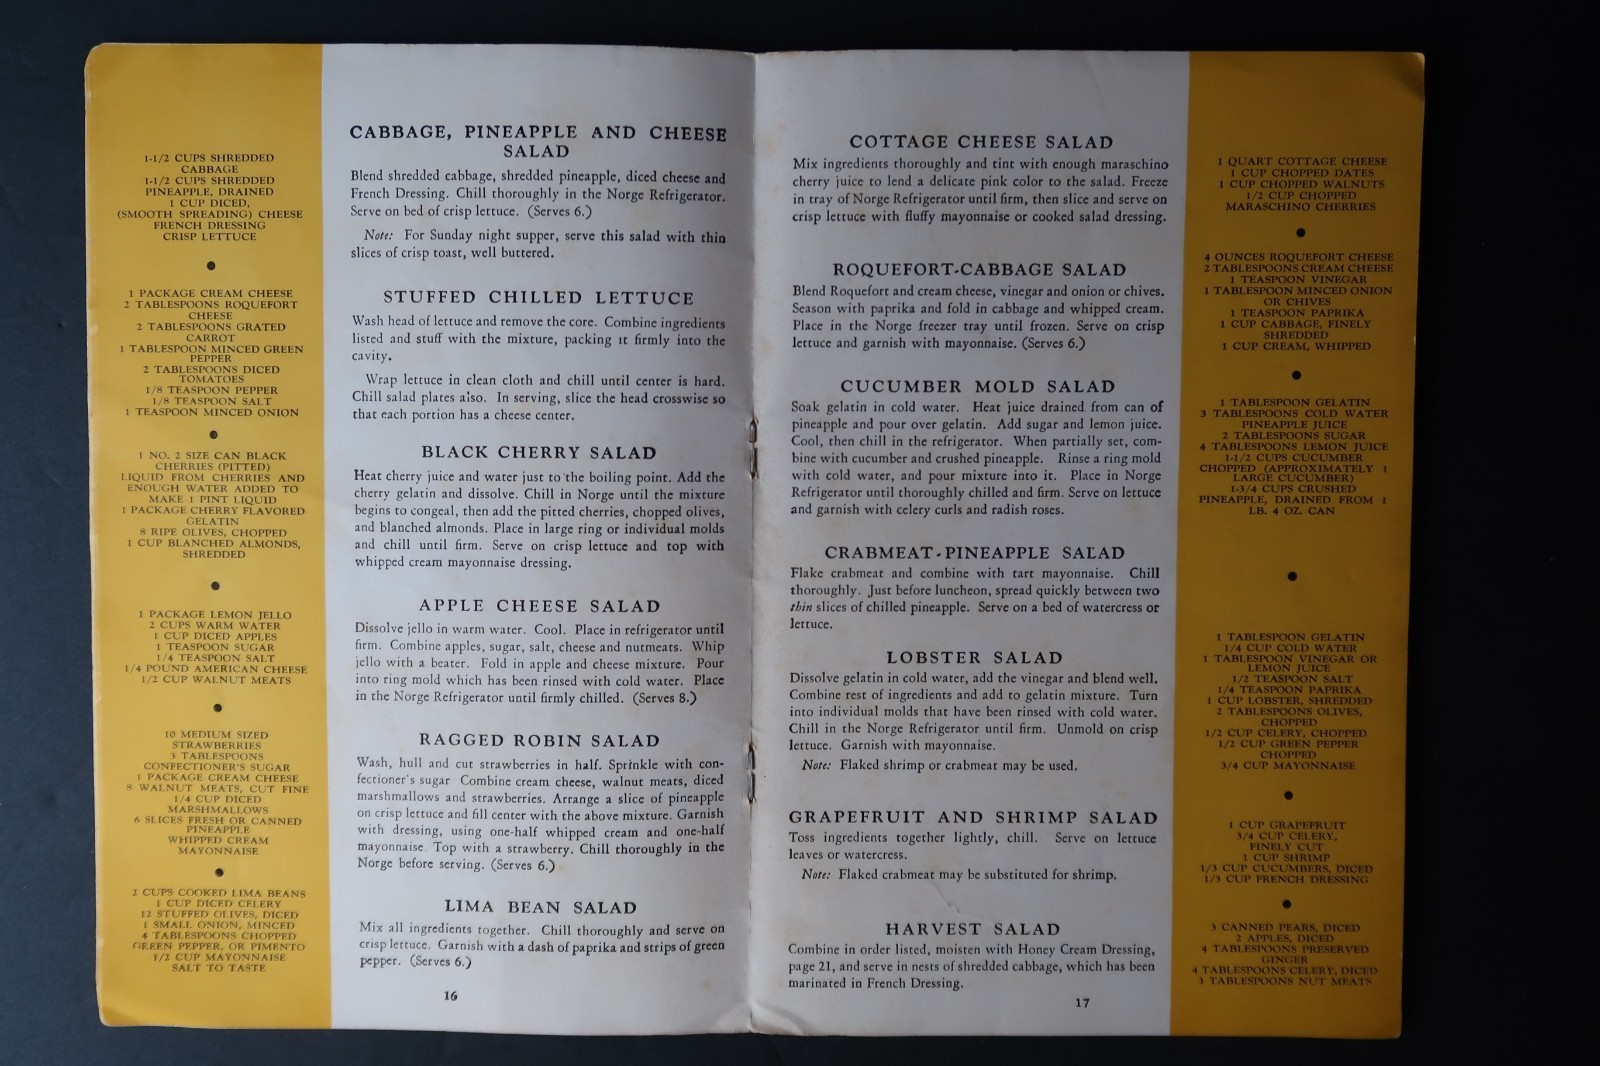 1-1/2 CUPS SHREDDED
CABBAGE
1-1/2 CUPS SHREDDED
PINEAPPLE, DRAINED
1 CUP DICED,
(SMOOTH SPREADING) CHEESE
FRENCH DRESSING
CRISP LETTUCE
1 PACKAGE CREAM CHEESE
2 TABLESPOONS ROQUEFORT
CHEESE
2 TABLESPOONS GRATED
CARROT
1 TABLESPOON MINCED GREEN
PEPPER
2 TABLESPOONS DICED
TOMATOES
1/8 TEASPOON PEPPER
1/8 TEASPOON SALT
1 TEASPOON MINCED ONION
1 NO. 2 SIZE CAN BLACK
CHERRIES (PITTED)
LIQUID FROM CHERRIES AND
ENOUGH WATER ADDED TO
MAKE 1 PINT LIQUID
1 PACKAGE CHERRY FLAVORED
GELATIN
8 RIPE OLIVES, CHOPPED
1 CUP BLANCHED ALMONDS,
SHREDDED
1 PACKAGE LEMON JELLO
2 CUPS WARM WATER
1 CUP DICED APPLES
1 TEASPOON SUGAR
1/4 TEASPOON SALT
1/4 POUND AMERICAN CHEESE
1/2 CUP WALNUT MEATS
10 MEDIUM SIZED
STRAWBERRIES
3 TABLESPOONS
CONFECTIONER'S SUGAR
1 PACKAGE CREAM CHEESE
8 WALNUT MEATS, CUT FINE
1/4 CUP DICED
MARSHMALLOWS
6 SLICES FRESH OR CANNED
PINEAPPLE
WHIPPED CREAM
MAYONNAISE
2 CUPS COOKED LIMA BEANS
1 CUP DICED CELERY
12 STUFFED OLIVES, DICED
1 SMALL ONION, MINCED
4 TABLESPOONS CHOPPED
GREEN PEPPER, OR PIMENTO
1/2 CUP MAYONNAISE
SALT TO TASTE
CABBAGE, PINEAPPLE AND CHEESE
SALAD
Blend shredded cabbage, shredded pineapple, diced cheese and
French Dressing. Chill thoroughly in the Norge Refrigerator.
Serve on bed of crisp lettuce. (Serves 6.)
Note: For Sunday night supper, serve this salad with thin
slices of crisp toast, well buttered.
STUFFED CHILLED LETTUCE
Wash head of lettuce and remove the core. Combine ingredients
listed and stuff with the mixture, packing it firmly into the
cavity.
Wrap lettuce in clean cloth and chill until center is hard.
Chill salad plates also. In serving, slice the head crosswise so
that each portion has a cheese center.
BLACK CHERRY SALAD
Heat cherry juice and water just to the boiling point. Add the
cherry gelatin and dissolve. Chill in Norge until the mixture
begins to congeal, then add the pitted cherries, chopped olives,
and blanched almonds. Place in large ring or individual molds
and chill until firm. Serve on crisp lettuce and top with
whipped cream mayonnaise dressing.
APPLE CHEESE SALAD
Dissolve jello in warm water. Cool. Place in refrigerator until
firm. Combine apples, sugar, salt, cheese and nutmeats. Whip
jello with a beater. Fold in apple and cheese mixture. Pour
into ring mold which has been rinsed with cold water. Place
in the Norge Refrigerator until firmly chilled. (Serves 8.)
RAGGED ROBIN SALAD
Wash, hull and cut strawberries in half. Sprinkle with con-
fectioner's sugar Combine cream cheese, walnut meats, diced
marshmallows and strawberries. Arrange a slice of pineapple
on crisp lettuce and fill center with the above mixture. Garnish
with dressing, using one-half whipped cream and one-half
mayonnaise. Top with a strawberry. Chill thoroughly in the
Norge before serving. (Serves 6.)
LIMA BEAN SALAD
Mix all ingredients together. Chill thoroughly and serve on
crisp lettuce. Garnish with a dash of paprika and strips of green
pepper. (Serves 6.)
16
COTTAGE CHEESE SALAD
Mix ingredients thoroughly and tint with enough maraschino
cherry juice to lend a delicate pink color to the salad. Freeze
in tray of Norge Refrigerator until firm, then slice and serve on
crisp lettuce with fluffy mayonnaise or cooked salad dressing.
ROQUEFORT-CABBAGE SALAD
Blend Roquefort and cream cheese, vinegar and onion or chives.
Season with paprika and fold in cabbage and whipped cream.
Place in the Norge freezer tray until frozen. Serve on crisp
lettuce and garnish with mayonnaise. (Serves 6.)
CUCUMBER MOLD SALAD
Soak gelatin in cold water. Heat juice drained from can of
pineapple and pour over gelatin. Add sugar and lemon juice.
Cool, then chill in the refrigerator. When partially set, com-
bine with cucumber and crushed pineapple. Rinse a ring mold
with cold water, and pour mixture into it. Place in Norge
Refrigerator until thoroughly chilled and firm. Serve on lettuce
and garnish with celery curls and radish roses.
CRABMEAT-PINEAPPLE SALAD
Flake crabmeat and combine with tart mayonnaise. Chill
thoroughly. Just before luncheon, spread quickly between two
thin slices of chilled pineapple. Serve on a bed of watercress or
lettuce.
LOBSTER SALAD
Dissolve gelatin in cold water, add the vinegar and blend well.
Combine rest of ingredients and add to gelatin mixture. Turn
into individual molds that have been rinsed with cold water.
Chill in the Norge Refrigerator until firm. Unmold on crisp
lettuce. Garnish with mayonnaise.
Note: Flaked shrimp or crabmeat may be used.
GRAPEFRUIT AND SHRIMP SALAD
Toss ingredients together lightly, chill. Serve on lettuce
leaves or watercress.
Note: Flaked crabmeat may be substituted for shrimp.
HARVEST SALAD
Combine in order listed, moisten with Honey Cream Dressing,
page 21, and serve in nests of shredded cabbage, which has been
marinated in French Dressing.
17
1 QUART COTTAGE CHEESE
1 CUP CHOPPED DATES
1 CUP CHOPPED WALNUTS
1/2 CUP CHOPPED
MARASCHINO CHERRIES
4 OUNCES ROQUEFORT CHEESE
2 TABLESPOONS CREAM CHEESE
1 TEASPOON VINEGAR
1 TABLESPOON MINCED ONION
OR CHIVES
1 TEASPOON PAPRIKA
1 CUP CABBAGE, FINELY
SHREDDED
1 CUP CREAM, WHIPPED
1 TABLESPOON GELATIN
3 TABLESPOONS COLD WATER
PINEAPPLE JUICE
2 TABLESPOONS SUGAR
4 TABLESPOONS LEMON JUICE
1-1/2 CUPS CUCUMBER
CHOPPED (APPROXIMATELY 1
LARGE CUCUMBER)
1-3/4 CUPS CRUSHED
PINEAPPLE, DRAINED FROM 1
LB. 4 OZ. CAN
1 TABLESPOON GELATIN
1/4 CUP COLD WATER
1 TABLESPOON VINEGAR OR
LEMON JUICE
1/2 TEASPOON SALT
1/4 TEASPOON PAPRIKA
1 CUP LOBSTER, SHREDDED
2 TABLESPOONS OLIVES,
CHOPPED
1/2 CUP CELERY, CHOPPED
1/2 CUP GREEN PEPPER
CHOPPED
3/4 CUP MAYONNAISE
1 CUP GRAPEFRUIT
3/4 CUP CELERY,
FINELY CUT
1 CUP SHRIMP
1/3 CUP CUCUMBERS, DICED
1/3 CUP FRENCH DRESSING
3 CANNED PEARS, DICED
2 APPLES, DICED
4 TABLESPOONS PRESERVED
GINGER
4 TABLESPOONS CELERY, DICED
3 TABLESPOONS NUT MEATS